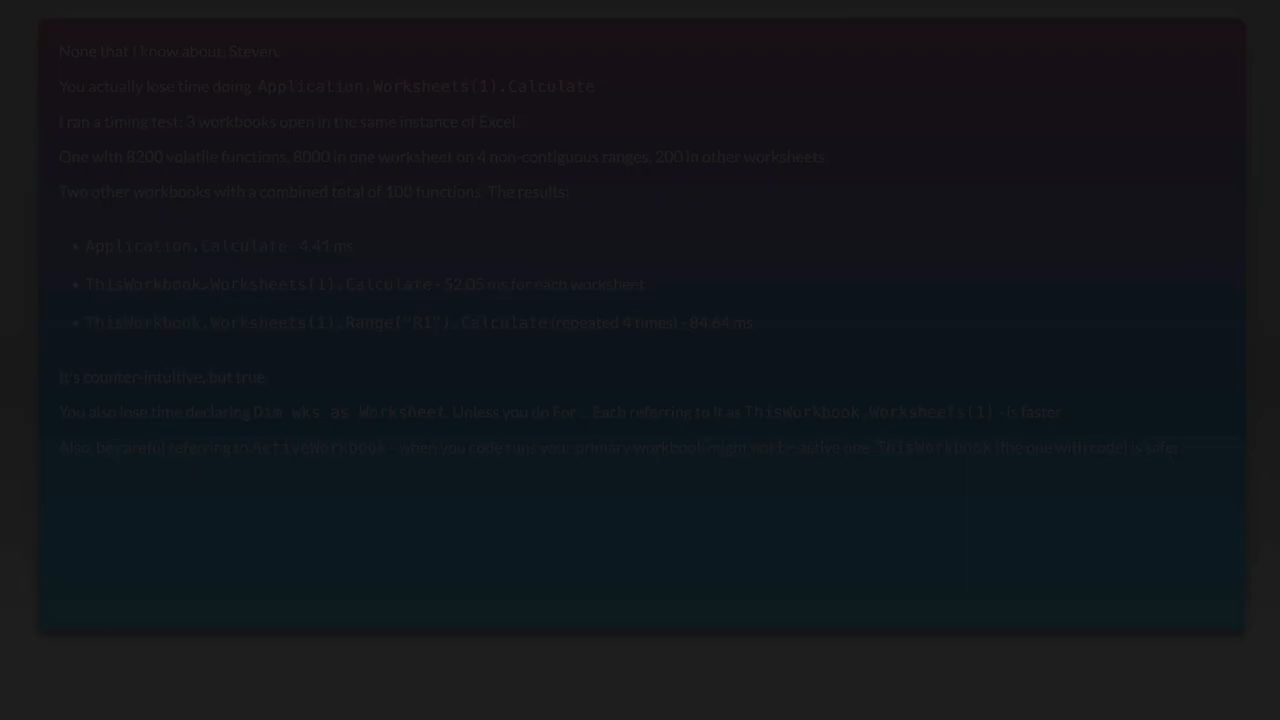 None that I know about, Steven.
You actually lose time doing Application.Worksheets(1).Calculate
I ran a timing test: 3 workbooks open in the same instance of Excel
One with 8200 volatile functions, 8000 in one worksheet on 4 non-contiguous ranges, 200 in other worksheets.
Two other workbooks with a combined total of 100 functions. The results:
• Application.Calculate - 4.41 ms
• ThisWorkbook.Worksheets(1).Calculate - 52.05 ms for each worksheet
• ThisWorkbook.Worksheets(1).Range("R1").Calculate (repeated 4 times) - 84.64 ms
It's counter-intuitive, but true.
You also lose time declaring Dim wks as Worksheet. Unless you do For ... Each referring to it as ThisWorkbook.Worksheets(1) - is faster
Also, be careful referring to ActiveWorkbook - when you code runs your primary workbook might not be active one. ThisWorkbook (the one with code) is safer.